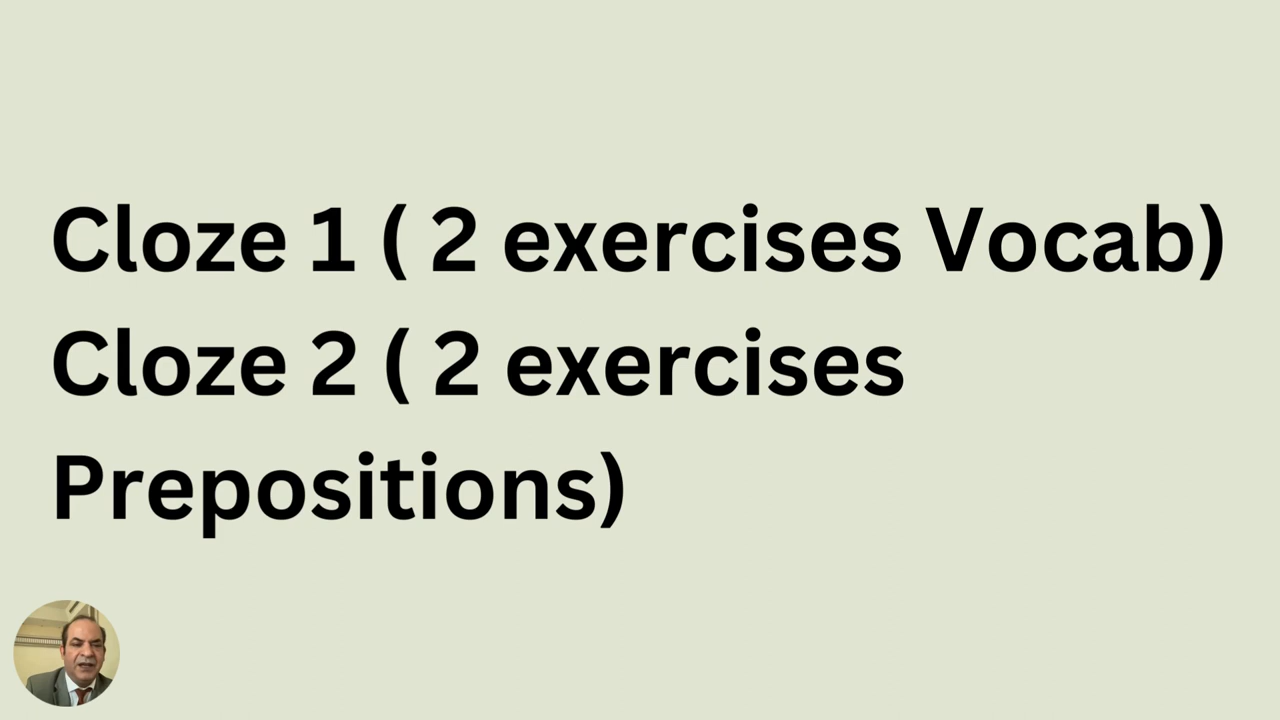 Cloze 1 ( 2 exercises Vocab)
Cloze 2 ( 2 exercises
Prepositions)